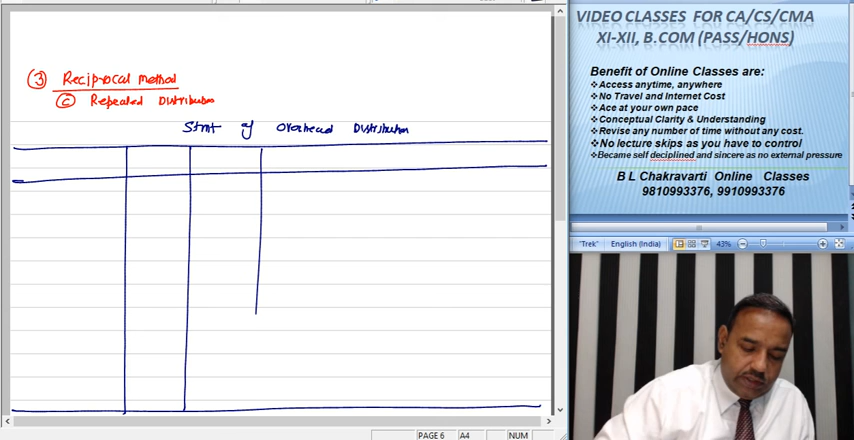 ③ Reciprocal Method
Ⓒ Repeated Distribution
Stmt of Overhead Distribution
VIDEO CLASSES FOR CA/CS/CMA
XI-XII, B.COM (PASS/HONS)
Benefit of Online Classes are:
❖Access anytime, anywhere
❖No Travel and Internet Cost
❖Ace at your own pace
❖Conceptual Clarity & Understanding
❖Revise any number of time without any cost.
❖No lecture skips as you have to control
❖Became self deciplined and sincere as no external pressure
B L Chakravarti Online Classes
9810993376, 9910993376
"Trek" English (India) 43%
PAGE 6 A4 NUM